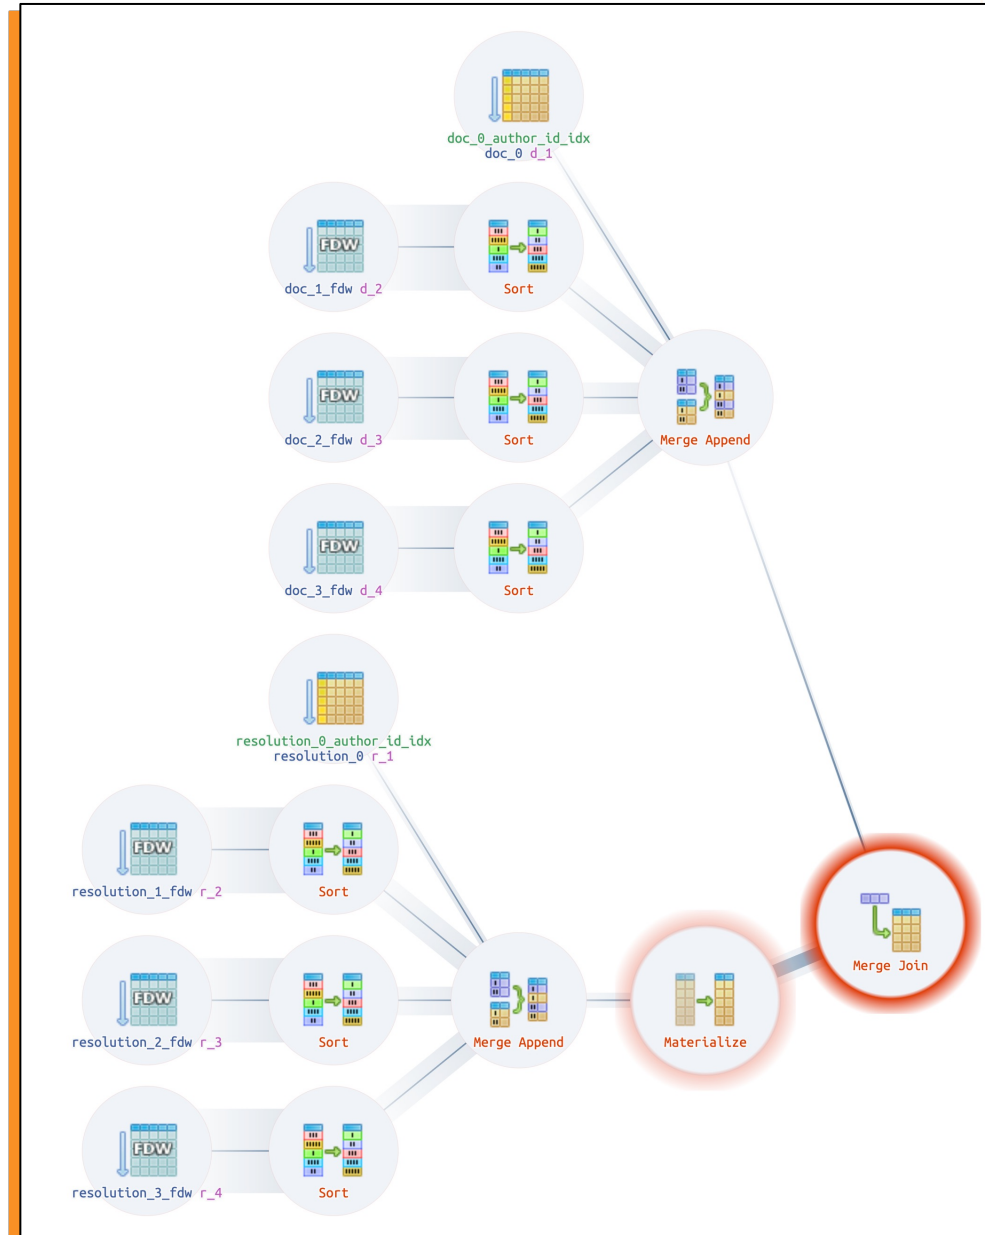 doc_0_author_id_idx
doc_0 d_1
FDW
doc_1_fdw d_2
Sort
FDW
doc_2_fdw d_3
Sort
Merge Append
FDW
doc_3_fdw d_4
Sort
resolution_0_author_id_idx
resolution_0 r_1
FDW
resolution_1_fdw r_2
Sort
Merge Join
FDW
resolution_2_fdw r_3
Sort
Merge Append
Materialize
FDW
resolution_3_fdw r_4
Sort